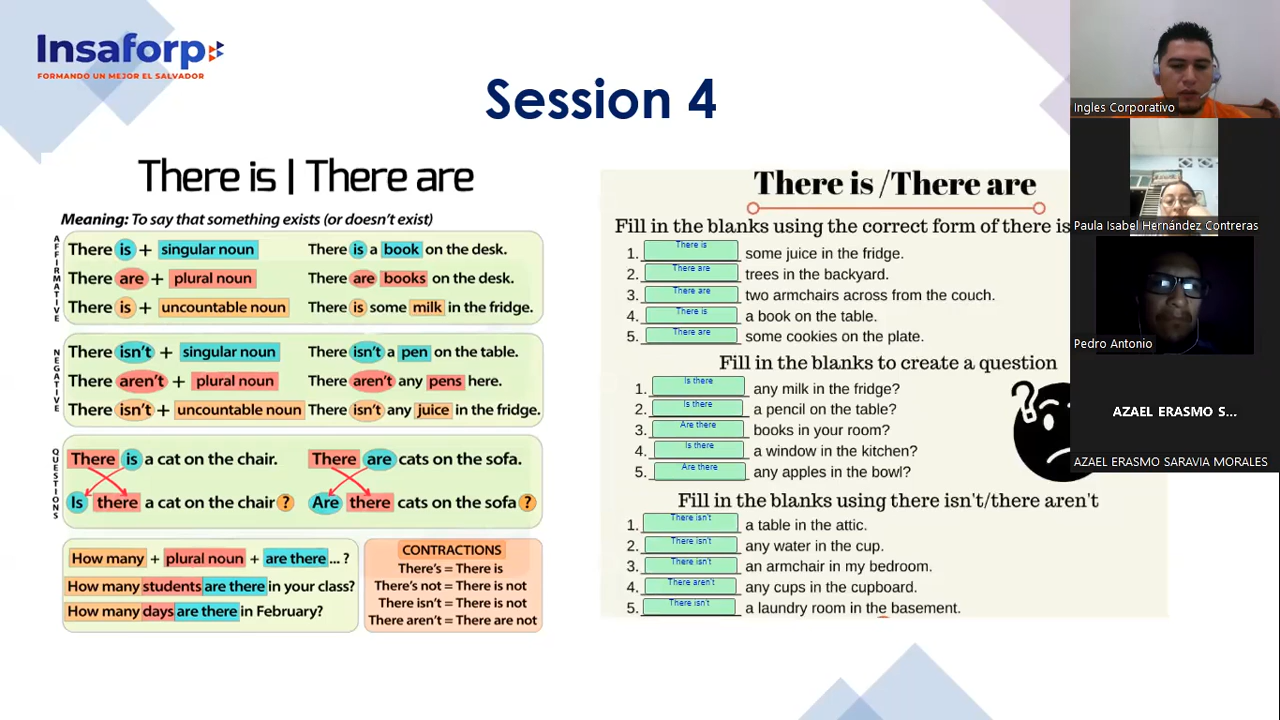 Insaforp
FORMANDO UN MEJOR EL SALVADOR
Session 4
There is | There are
Meaning: To say that something exists (or doesn't exist)
AFFIRMATIVE
There is + singular noun There is a book on the desk.
There are + plural noun There are books on the desk.
There is + uncountable noun There is some milk in the fridge.
NEGATIVE
There isn't + singular noun There isn't a pen on the table.
There aren't + plural noun There aren't any pens here.
There isn't + uncountable noun There isn't any juice in the fridge.
QUESTIONS
There is a cat on the chair. There are cats on the sofa.
Is there a cat on the chair? Are there cats on the sofa?
How many + plural noun + are there ... ?
How many students are there in your class?
How many days are there in February?
CONTRACTIONS
There's = There is
There's not = There is not
There isn't = There is not
There aren't = There are not
There is /There are
Fill in the blanks using the correct form of there is
1. There is some juice in the fridge.
2. There are trees in the backyard.
3. There are two armchairs across from the couch.
4. There is a book on the table.
5. There are some cookies on the plate.
Fill in the blanks to create a question
1. Is there any milk in the fridge?
2. Is there a pencil on the table?
3. Are there books in your room?
4. Is there a window in the kitchen?
5. Are there any apples in the bowl?
?
Fill in the blanks using there isn't/there aren't
1. There isn't a table in the attic.
2. There isn't any water in the cup.
3. There isn't an armchair in my bedroom.
4. There aren't any cups in the cupboard.
5. There isn't a laundry room in the basement.
Ingles Corporativo
Paula Isabel Hernández Contreras
Pedro Antonio
AZAEL ERASMO S...
AZAEL ERASMO SARAVIA MORALES